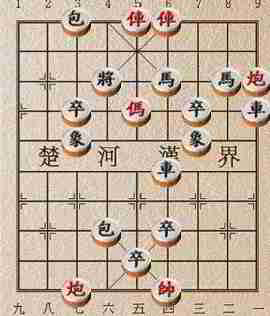 1 2 3 4 5 6 7 8 9
包 俥 俥
將 馬 馬 炮
卒 傌 卒 車
象 象
楚 河 漢 界
車
包 卒
卒
炮 帥
九 八 七 六 五 四 三 二 一